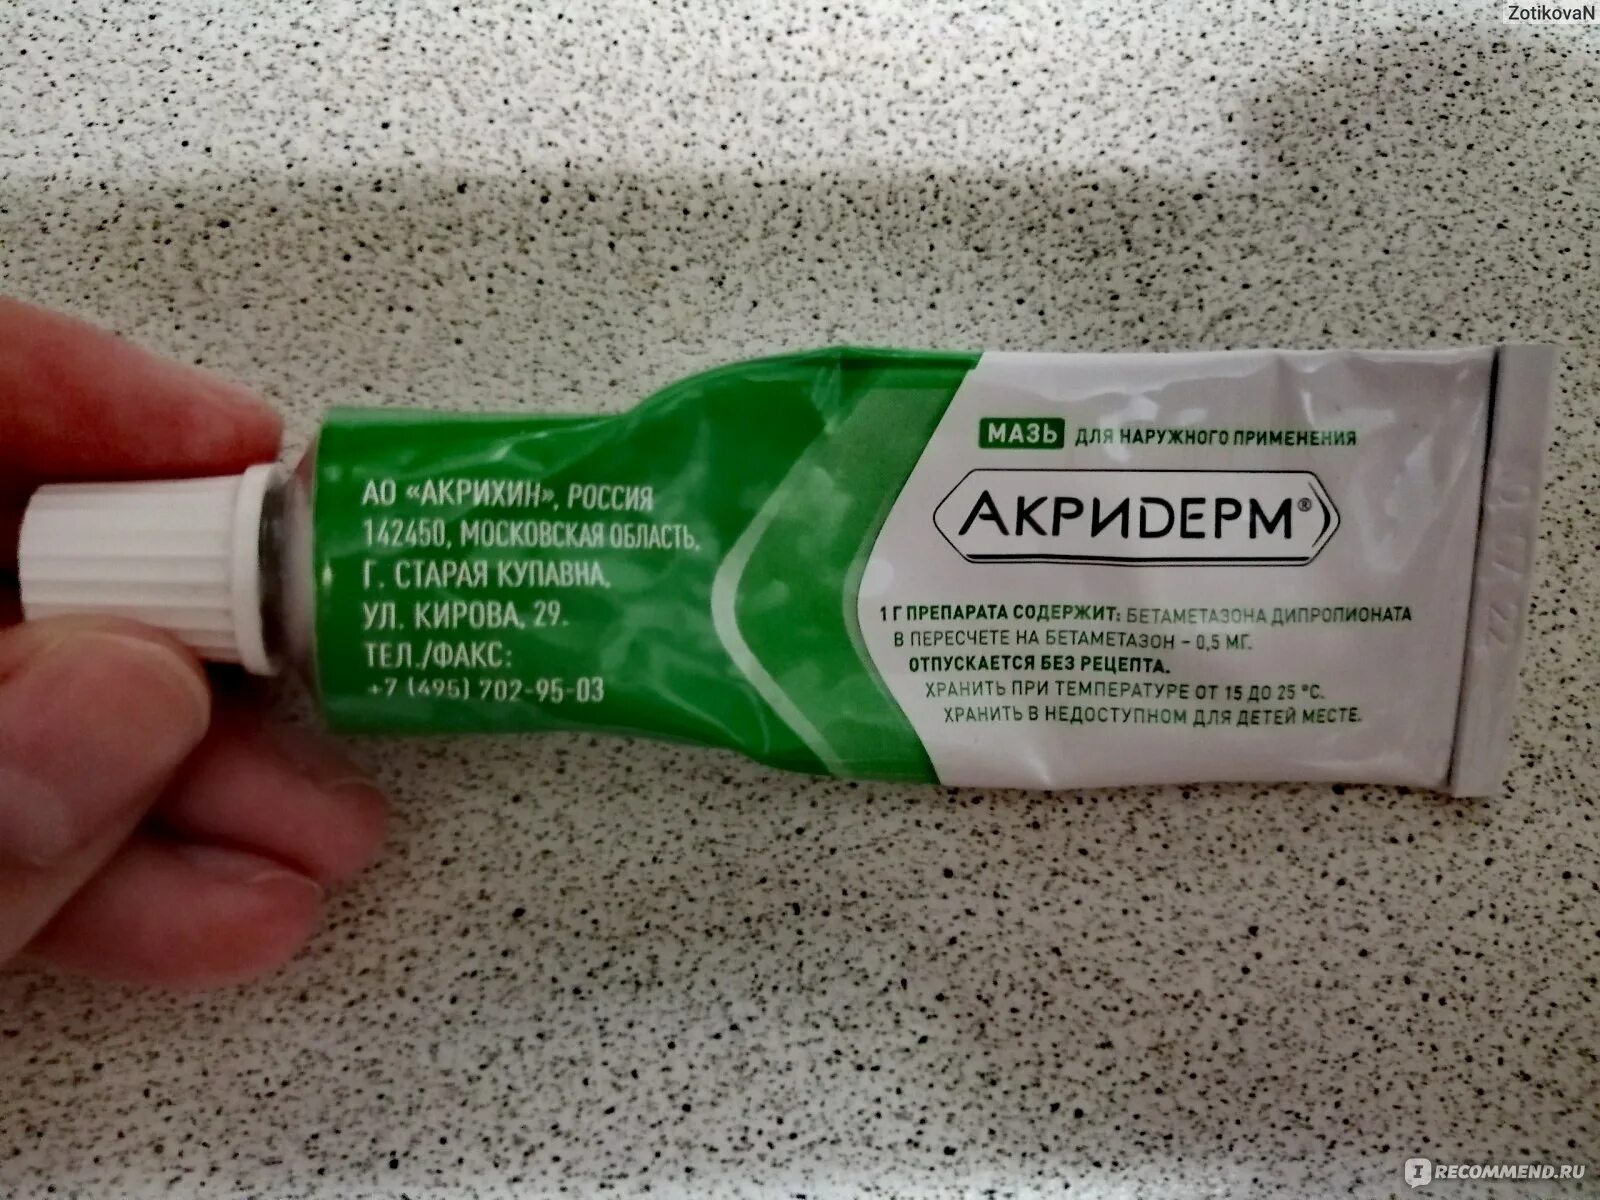 ZotikovaN
АО «АКРИХИН», РОССИЯ
142450, МОСКОВСКАЯ ОБЛАСТЬ,
Г. СТАРАЯ КУПАВНА,
УЛ. КИРОВА, 29.
ТЕЛ./ФАКС:
+7 (495) 702-95-03
МАЗЬ ДЛЯ НАРУЖНОГО ПРИМЕНЕНИЯ
АКРИДЕРМ®
1 Г ПРЕПАРАТА СОДЕРЖИТ: БЕТАМЕТАЗОНА ДИПРОПИОНАТА
В ПЕРЕСЧЕТЕ НА БЕТАМЕТАЗОН – 0,5 МГ.
ОТПУСКАЕТСЯ БЕЗ РЕЦЕПТА.
ХРАНИТЬ ПРИ ТЕМПЕРАТУРЕ ОТ 15 ДО 25 °С.
ХРАНИТЬ В НЕДОСТУПНОМ ДЛЯ ДЕТЕЙ МЕСТЕ.
IRECOMMEND.RU